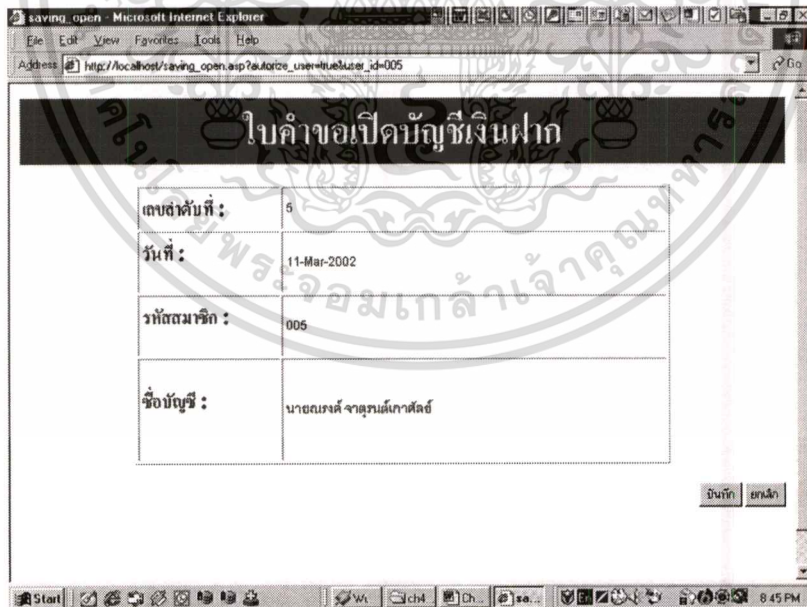 saving_open - Microsoft Internet Explorer
File Edit View Favorites Tools Help
Address http://localhost/saving_open.asp?autorize_user=true&user_id=005 Go
ใบคำขอเปิดบัญชีเงินฝาก
เลขลำดับที่ : 5
วันที่ : 11-Mar-2002
รหัสสมาชิก : 005
ชื่อบัญชี : นายณรงค์ จาตุรนต์เกาศัลย์
บันทึก ยกเลิก
Start ch4 Ch... sa... 8:45 PM